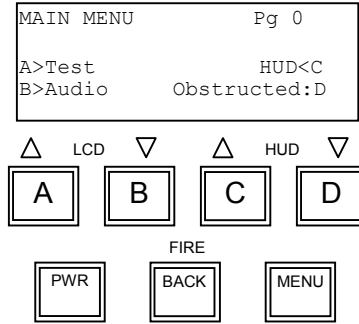 MAIN MENU Pg 0
A>Test HUD<C
B>Audio Obstructed:D
LCD HUD
A B C D
FIRE
PWR BACK MENU